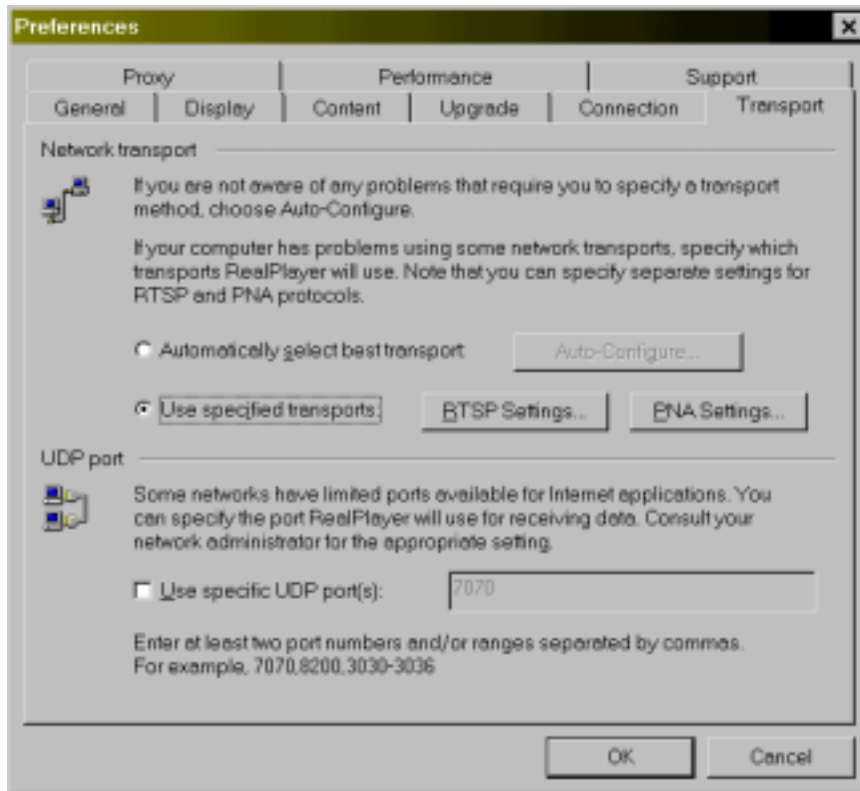 Preferences
Proxy Performance Support
General Display Content Upgrade Connection Transport
Network transport
If you are not aware of any problems that require you to specify a transport
method, choose Auto-Configure.
If your computer has problems using some network transports, specify which
transports RealPlayer will use. Note that you can specify separate settings for
RTSP and PNA protocols.
Automatically select best transport Auto-Configure...
Use specified transports: RTSP Settings... PNA Settings...
UDP port
Some networks have limited ports available for Internet applications. You
can specify the port RealPlayer will use for receiving data. Consult your
network administrator for the appropriate setting.
Use specific UDP port(s): 7070
Enter at least two port numbers and/or ranges separated by commas.
For example, 7070,8200,3030-3036
OK Cancel